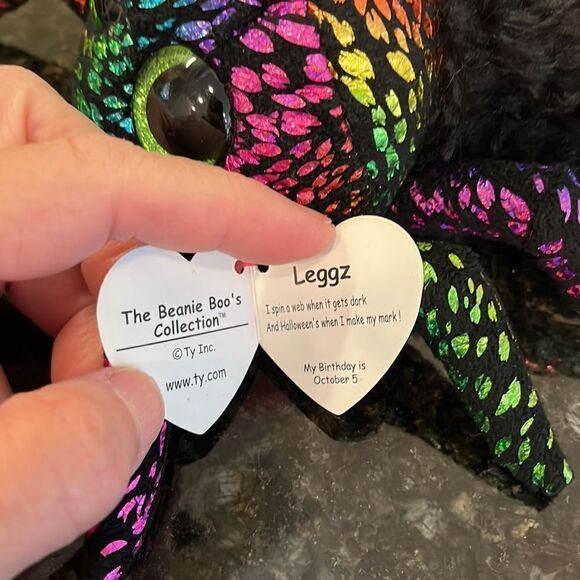 The Beanie Boo's
Collection™
© Ty Inc.
www.ty.com
Leggz
I spin a web when it gets dark
And Halloween's when I make my mark !
My Birthday is
October 5